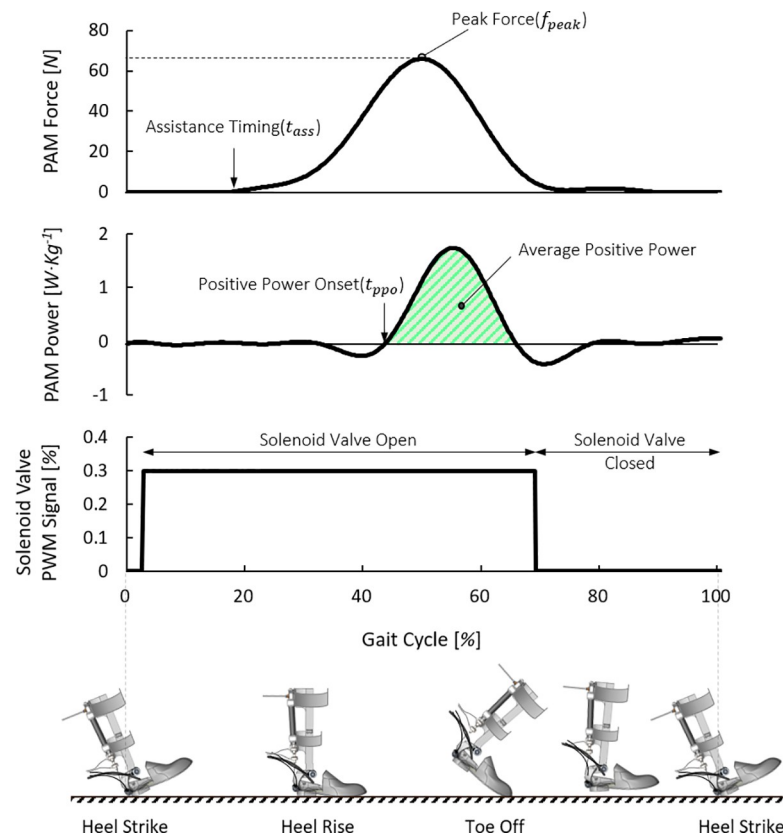 Peak Force(f_peak)
PAM Force [N]
80
60
40
20
0
Assistance Timing(t_ass)
PAM Power [W·Kg⁻¹]
2
1
0
-1
Average Positive Power
Positive Power Onset(t_ppo)
Solenoid Valve
PWM Signal [%]
0.4
0.3
0.2
0.1
0
Solenoid Valve Open
Solenoid Valve
Closed
0 20 40 60 80 100
Gait Cycle [%]
Heel Strike Heel Rise Toe Off Heel Strike